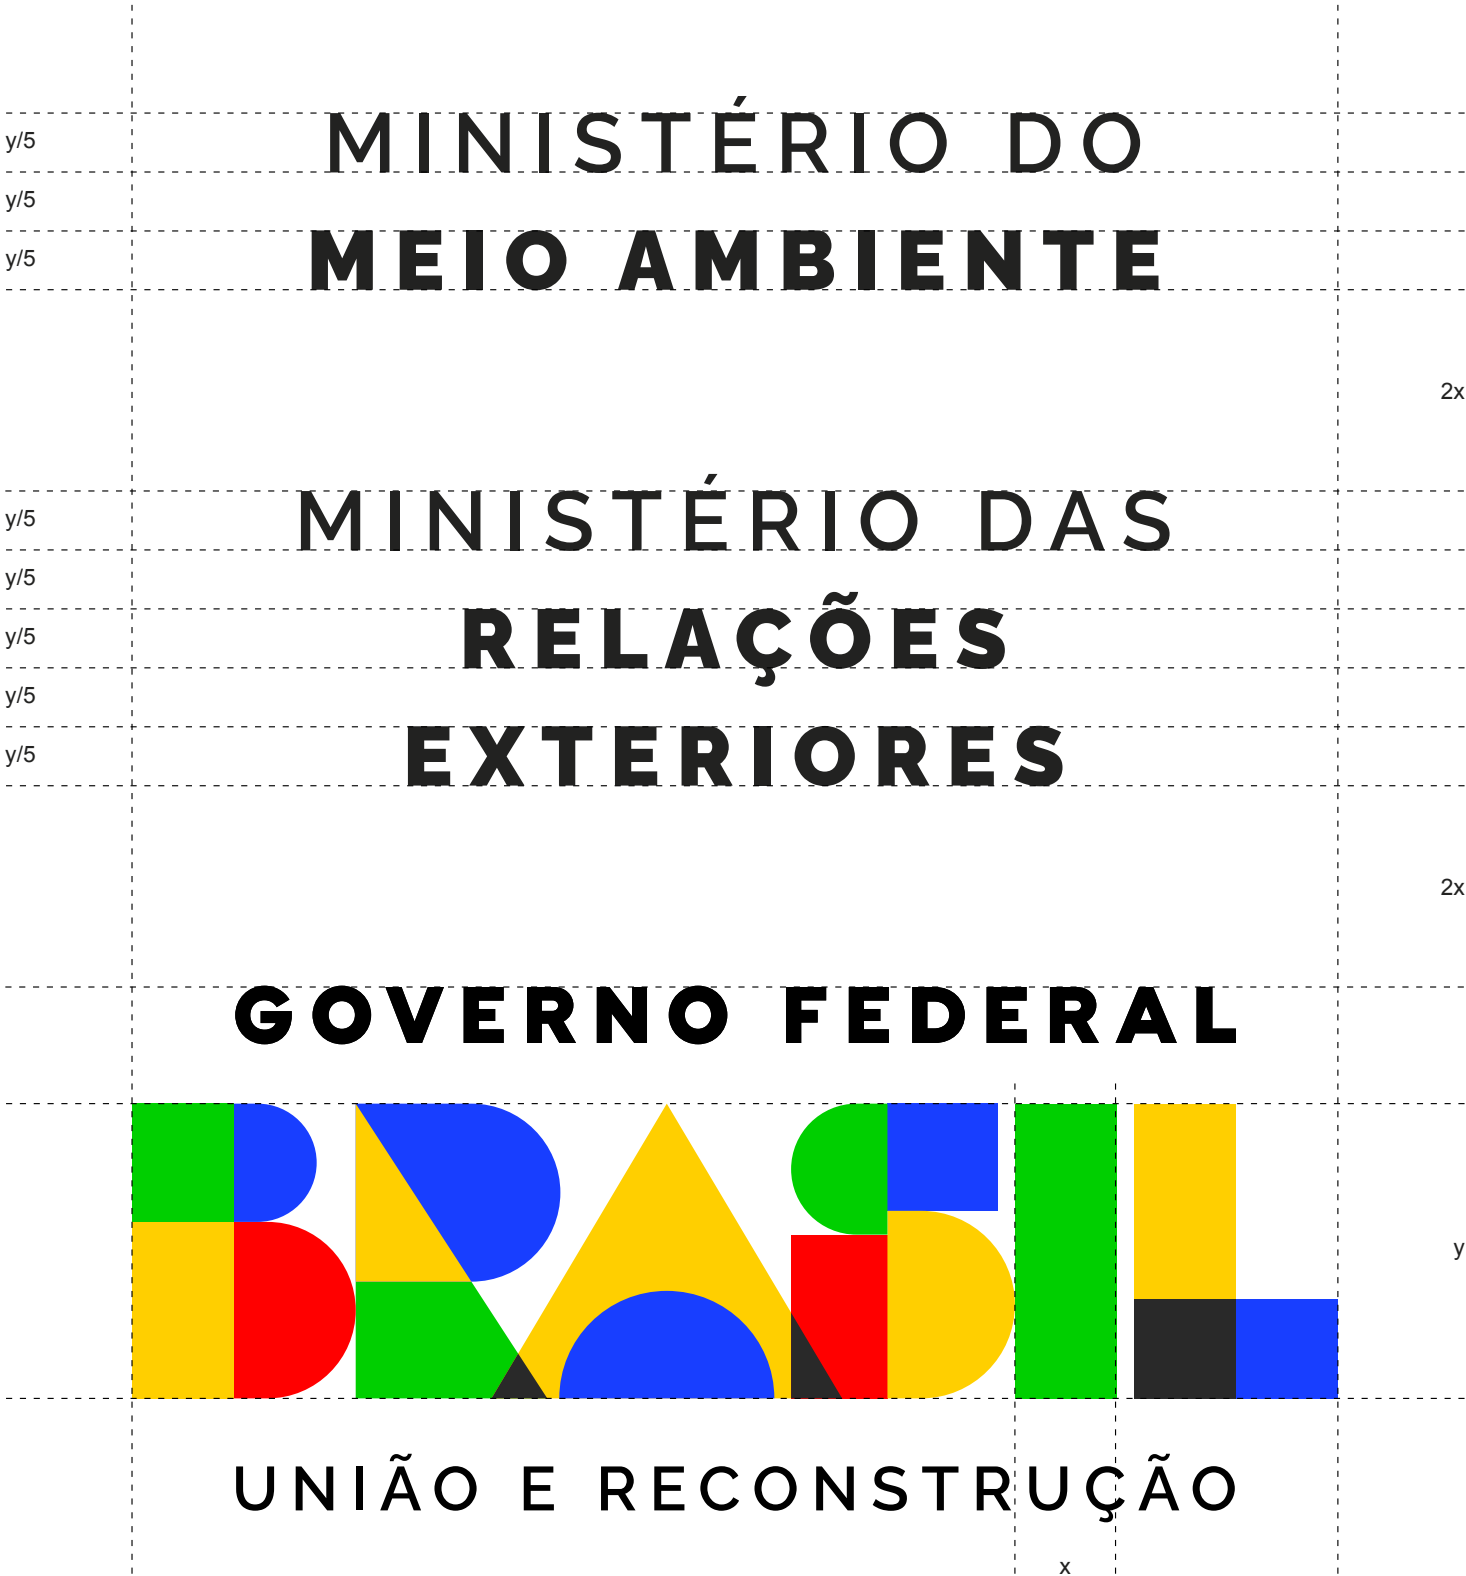 y/5 MINISTÉRIO DO
y/5
y/5 MEIO AMBIENTE
2x
y/5 MINISTÉRIO DAS
y/5
y/5 RELAÇÕES
y/5
y/5 EXTERIORES
2x
GOVERNO FEDERAL
BRASIL
y
UNIÃO E RECONSTRUÇÃO
x